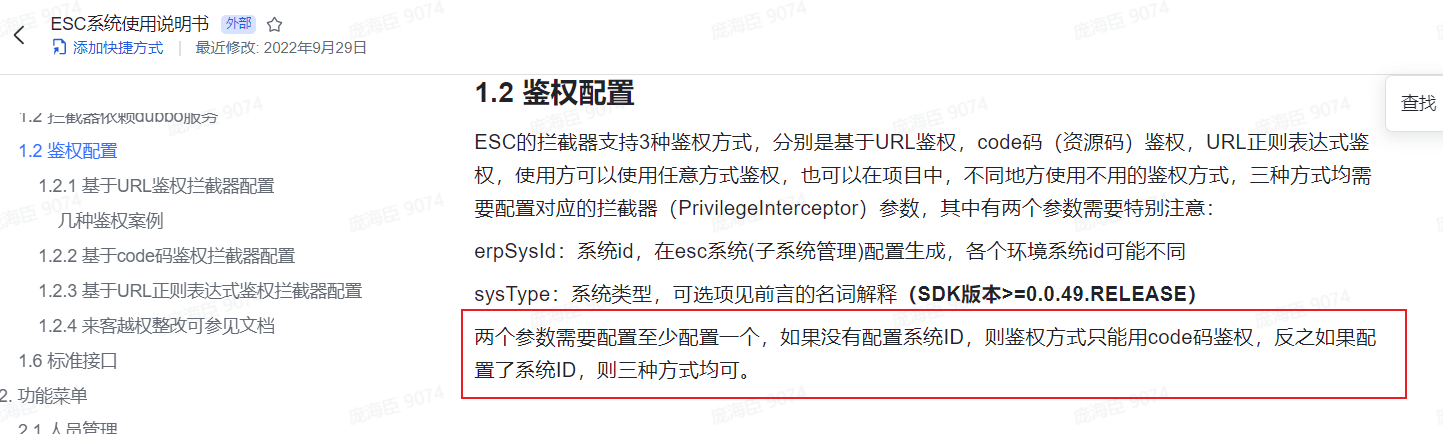 ESC系统使用说明书 外部
添加快捷方式 | 最近修改: 2022年9月29日
1.2 拦截器依赖dubbo服务
1.2 鉴权配置
1.2.1 基于URL鉴权拦截器配置
几种鉴权案例
1.2.2 基于code码鉴权拦截器配置
1.2.3 基于URL正则表达式鉴权拦截器配置
1.2.4 来客越权整改可参见文档
1.6 标准接口
2. 功能菜单
2.1 人员管理
1.2 鉴权配置
ESC的拦截器支持3种鉴权方式，分别是基于URL鉴权，code码（资源码）鉴权，URL正则表达式鉴
权，使用方可以使用任意方式鉴权，也可以在项目中，不同地方使用不用的鉴权方式，三种方式均需
要配置对应的拦截器（PrivilegeInterceptor）参数，其中有两个参数需要特别注意：
erpSysId：系统id，在esc系统(子系统管理)配置生成，各个环境系统id可能不同
sysType：系统类型，可选项见前言的名词解释（SDK版本>=0.0.49.RELEASE）
两个参数需要配置至少配置一个，如果没有配置系统ID，则鉴权方式只能用code码鉴权，反之如果配
置了系统ID，则三种方式均可。
查找
庞海臣 9074